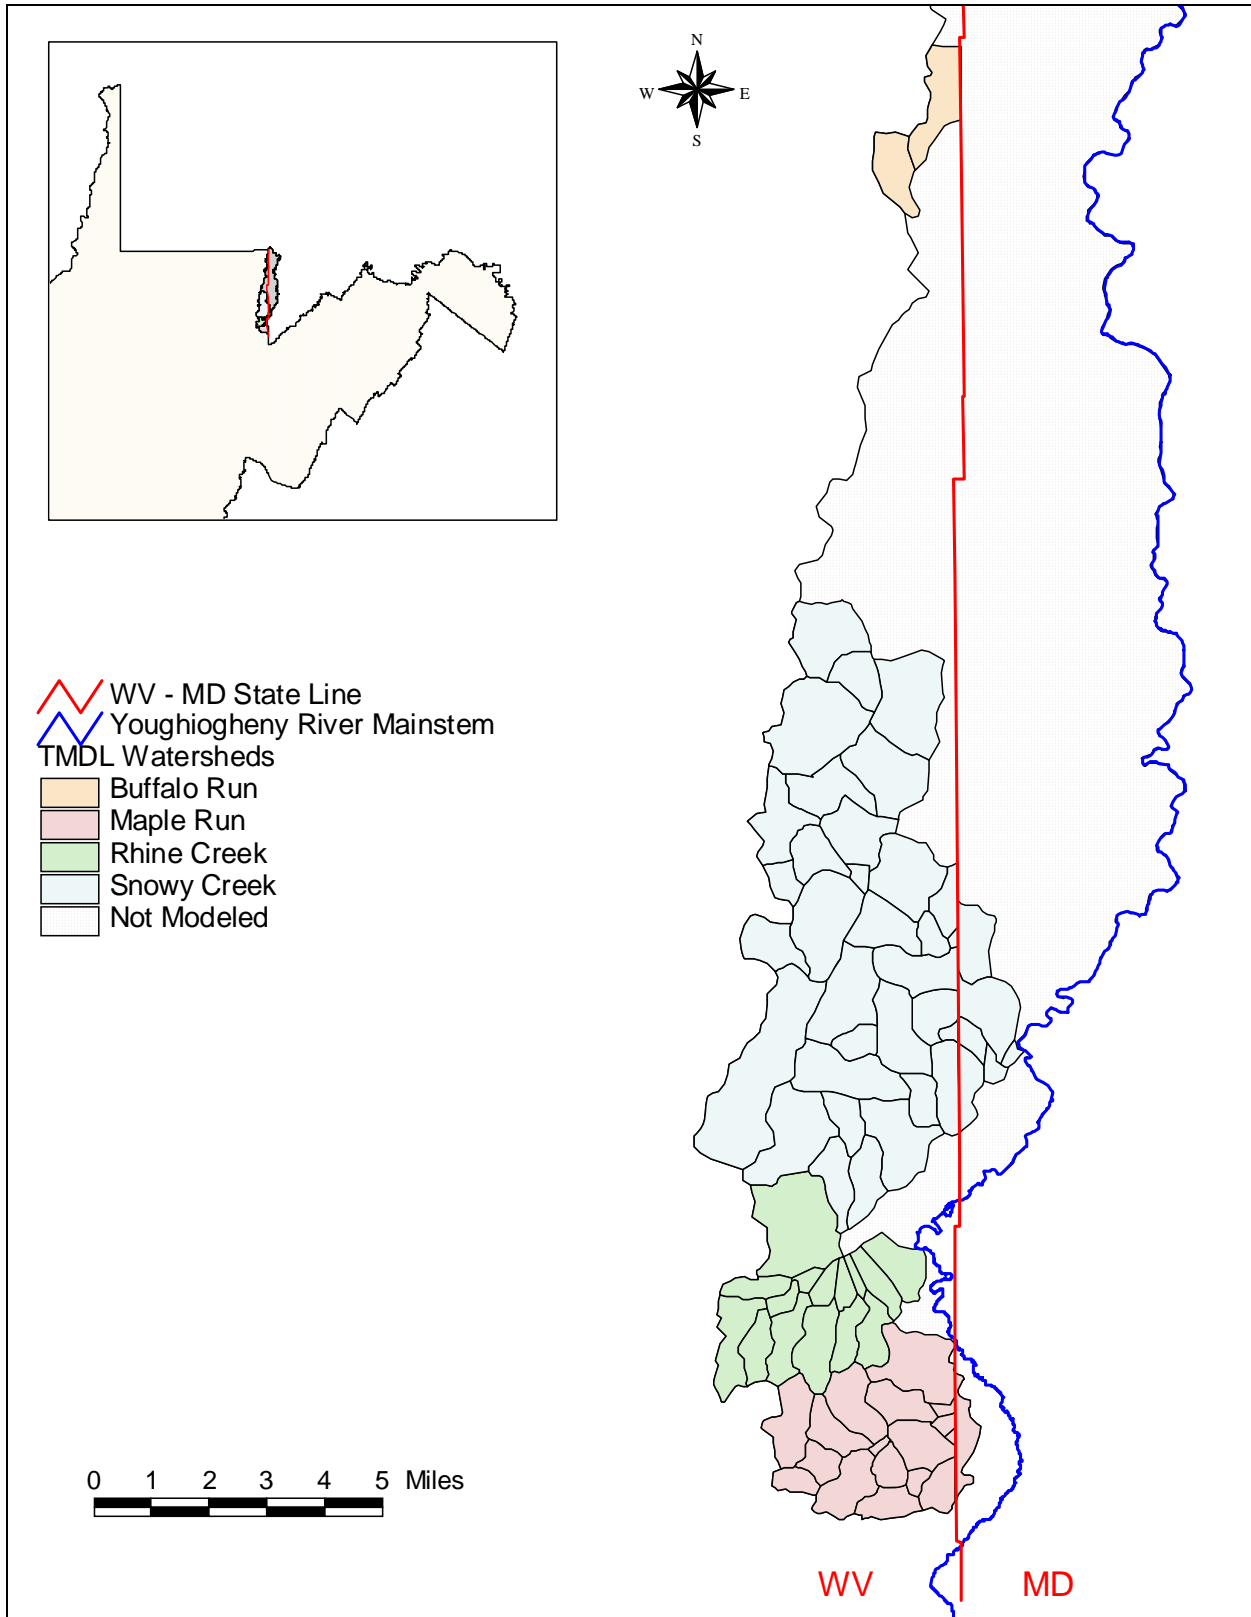 N
W E
S
WV - MD State Line
Youghiogheny River Mainstem
TMDL Watersheds
Buffalo Run
Maple Run
Rhine Creek
Snowy Creek
Not Modeled
0 1 2 3 4 5 Miles
WV MD